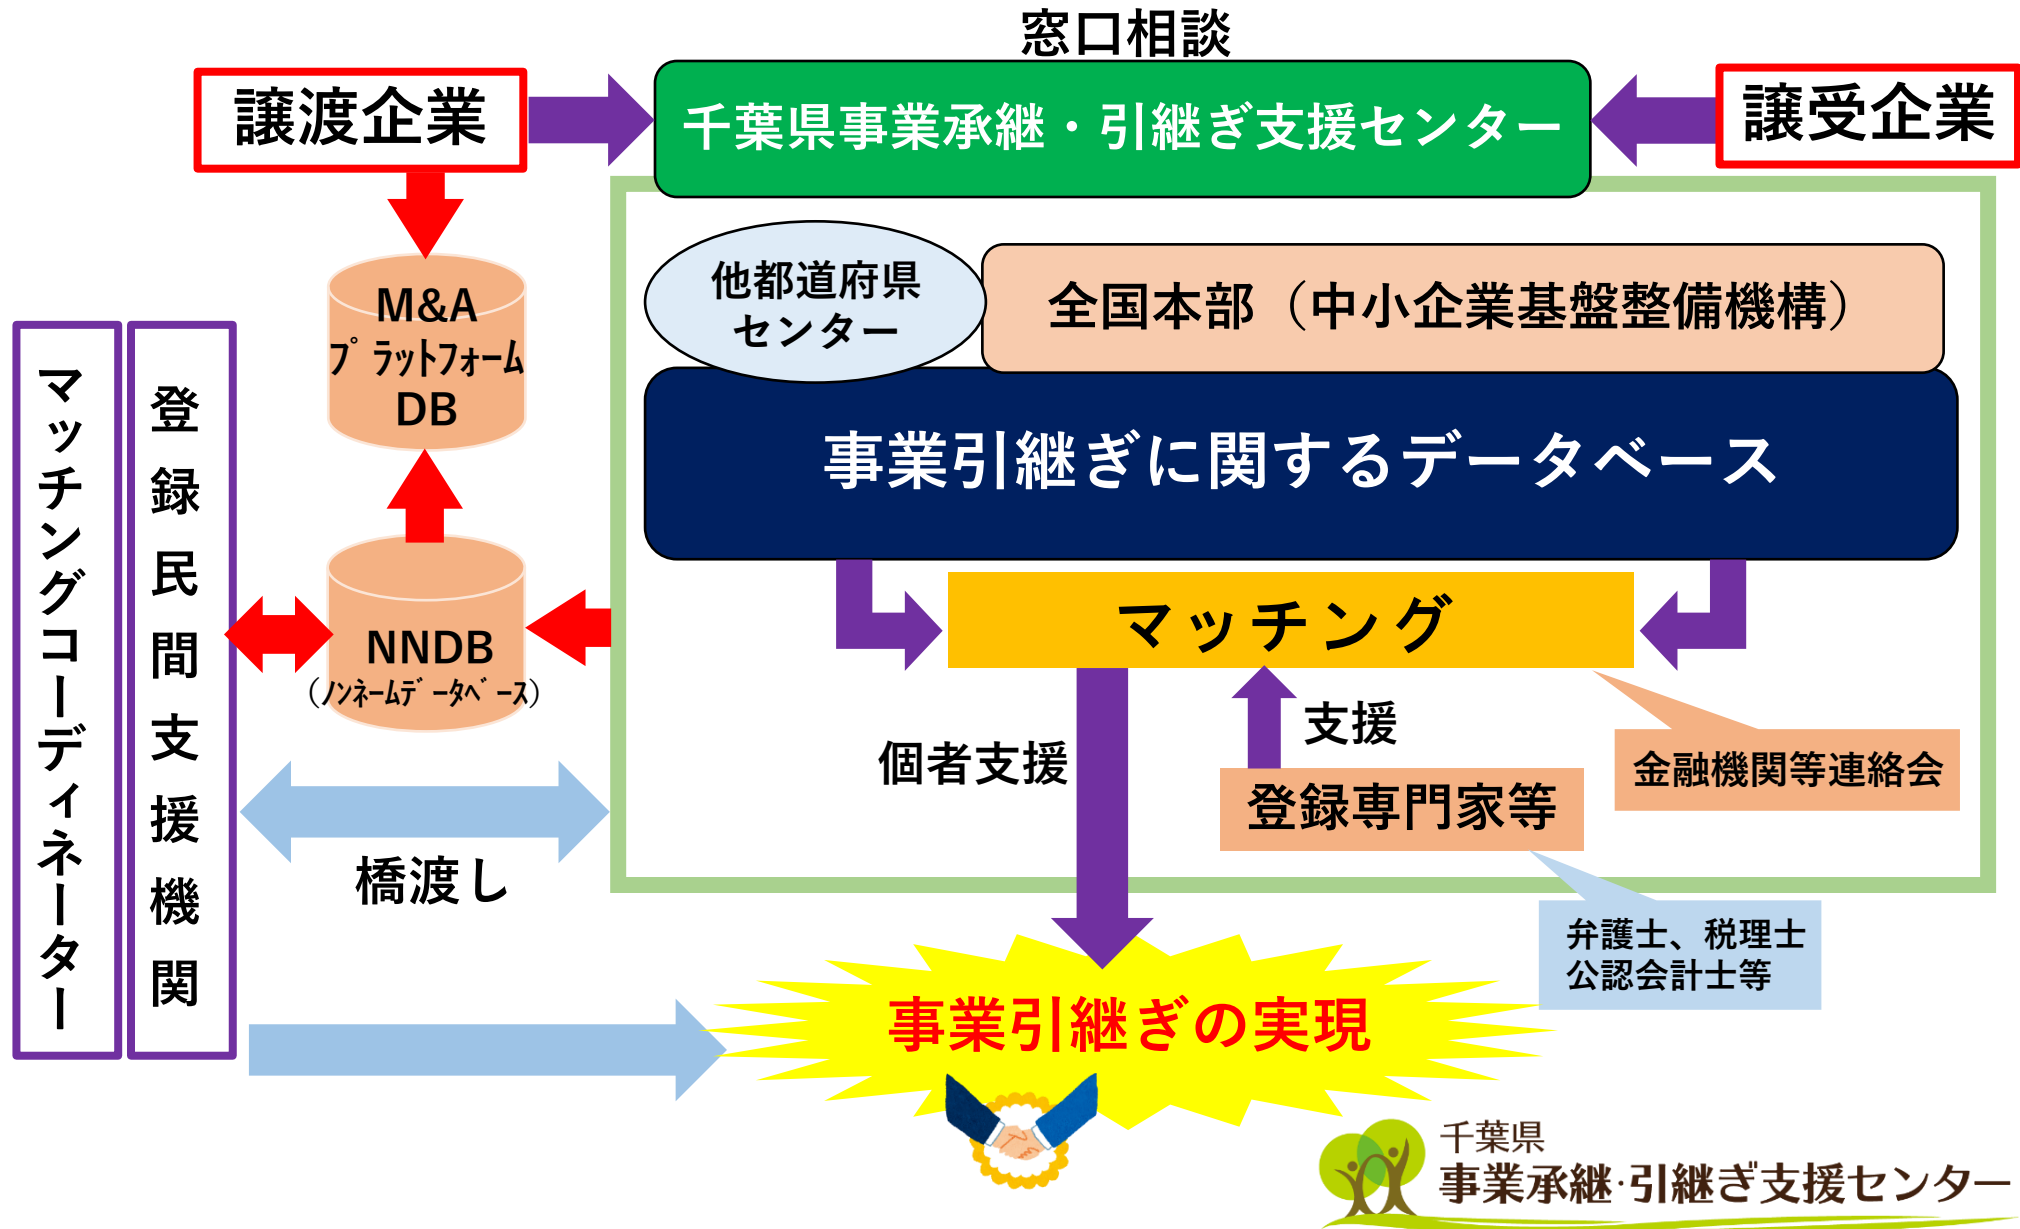 窓口相談
譲渡企業
千葉県事業承継・引継ぎ支援センター
譲受企業
他都道府県
センター
全国本部（中小企業基盤整備機構）
M&A
ﾌﾟﾗｯﾄﾌｫｰﾑ
DB
事業引継ぎに関するデータベース
マッチングコーディネーター
登録民間支援機関
NNDB
（ﾉﾝﾈｰﾑﾃﾞｰﾀﾍﾞｰｽ）
マッチング
個者支援
支援
金融機関等連絡会
登録専門家等
橋渡し
弁護士、税理士
公認会計士等
事業引継ぎの実現
千葉県
事業承継・引継ぎ支援センター